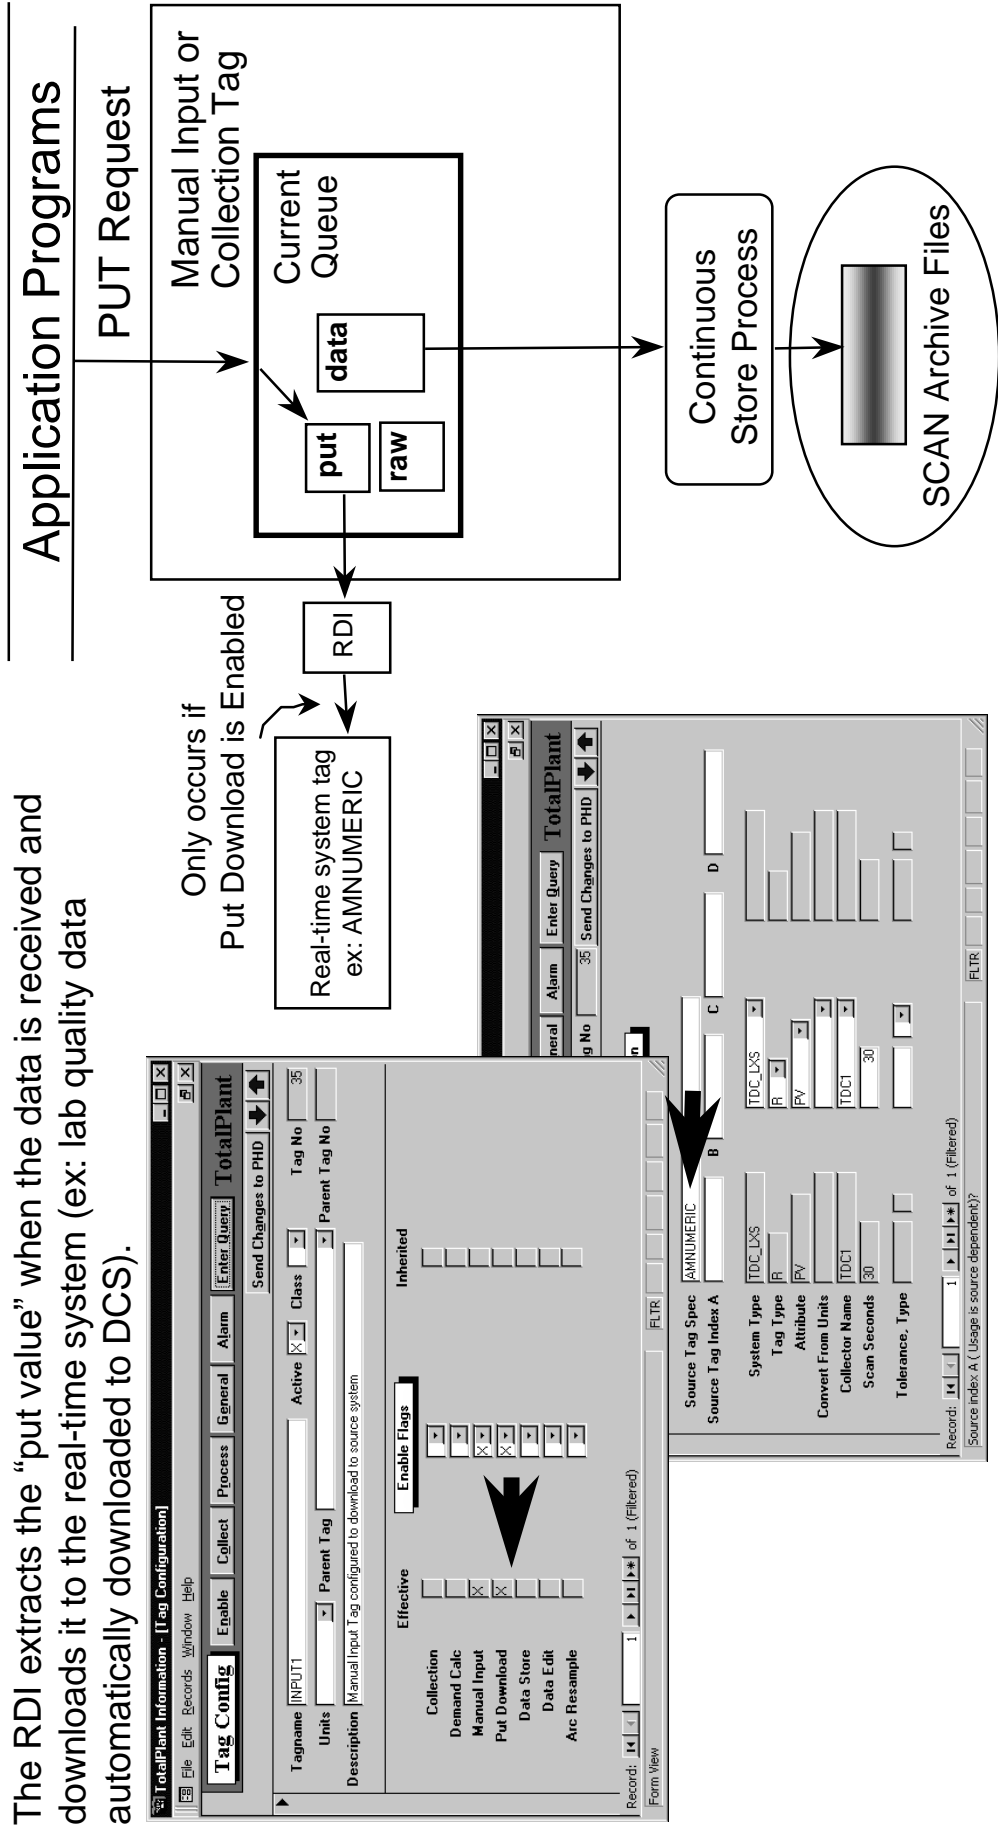 The RDI extracts the “put value” when the data is received and
downloads it to the real-time system (ex: lab quality data
automatically downloaded to DCS).
Application Programs
PUT Request
Manual Input or
Collection Tag
Current
Queue
put
data
raw
RDI
Only occurs if
Put Download is Enabled
Real-time system tag
ex: AMNUMERIC
Continuous
Store Process
SCAN Archive Files
TotalPlant Information - [Tag Configuration]
File Edit Records Window Help
Tag Config Enable Collect Process General Alarm Enter Query TotalPlant
Send Changes to PHD
Tagname INPUT1 Active X Class Tag No 35
Units Parent Tag Parent Tag No
Description Manual Input Tag configured to download to source system
Effective Enable Flags Inherited
Collection
Demand Calc
Manual Input X X
Put Download X X
Data Store
Data Edit
Arc Resample
Record: 1 of 1 (Filtered)
Form View FLTR
neral Alarm Enter Query TotalPlant
g No 35 Send Changes to PHD
n
Source Tag Spec AMNUMERIC
Source Tag Index A B C D
System Type TDC_LXS TDC_LXS
Tag Type R R
Attribute PV PV
Convert From Units
Collector Name TDC1 TDC1
Scan Seconds 30 30
Tolerance, Type
Record: 1 of 1 (Filtered)
Source index A ( Usage is source dependent)? FLTR